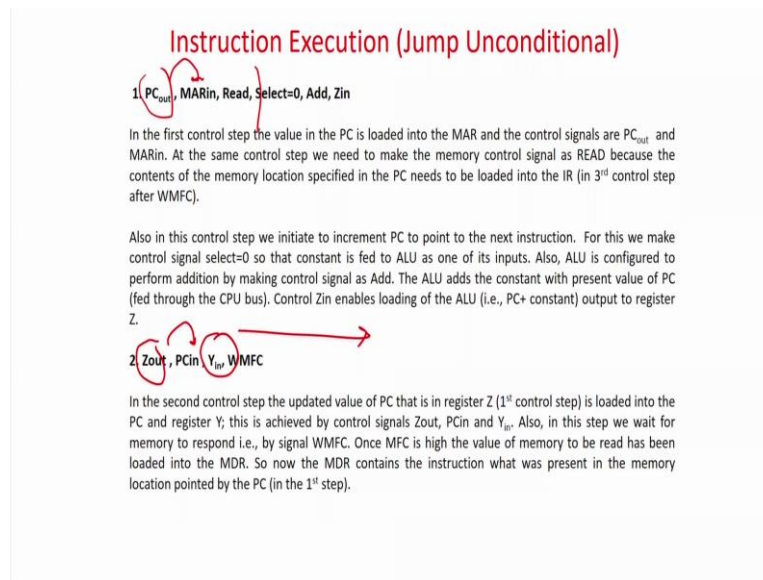 Instruction Execution (Jump Unconditional)
1. PCout, MARin, Read, Select=0, Add, Zin
In the first control step the value in the PC is loaded into the MAR and the control signals are PCout and
MARin. At the same control step we need to make the memory control signal as READ because the
contents of the memory location specified in the PC needs to be loaded into the IR (in 3rd control step
after WMFC).
Also in this control step we initiate to increment PC to point to the next instruction. For this we make
control signal select=0 so that constant is fed to ALU as one of its inputs. Also, ALU is configured to
perform addition by making control signal as Add. The ALU adds the constant with present value of PC
(fed through the CPU bus). Control Zin enables loading of the ALU (i.e., PC+ constant) output to register
Z.
2. Zout , PCin, Yin, WMFC
In the second control step the updated value of PC that is in register Z (1st control step) is loaded into the
PC and register Y; this is achieved by control signals Zout, PCin and Yin. Also, in this step we wait for
memory to respond i.e., by signal WMFC. Once MFC is high the value of memory to be read has been
loaded into the MDR. So now the MDR contains the instruction what was present in the memory
location pointed by the PC (in the 1st step).